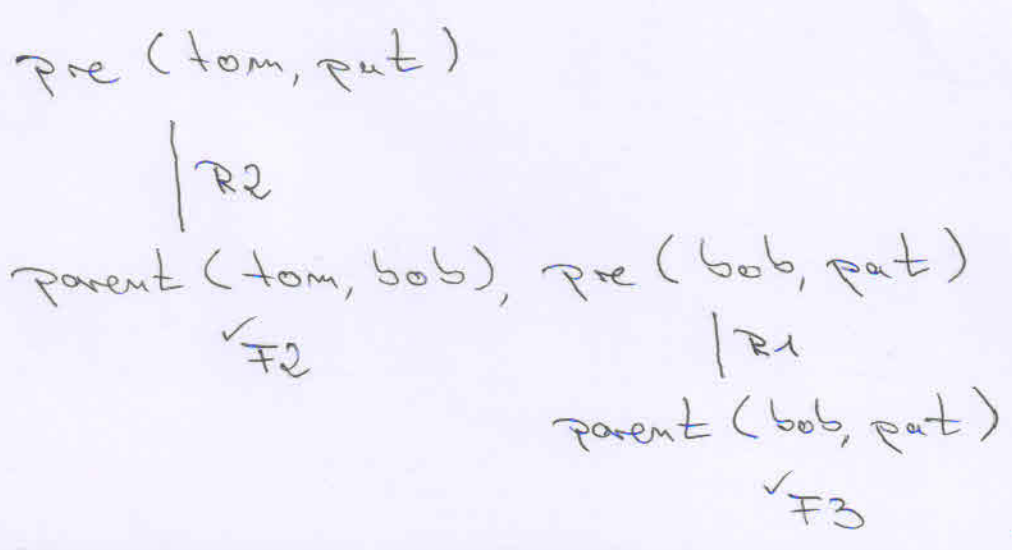 pre (tom, pat)
R2
parent (tom, bob), pre (bob, pat)
✓F2
R1
parent (bob, pat)
✓F3